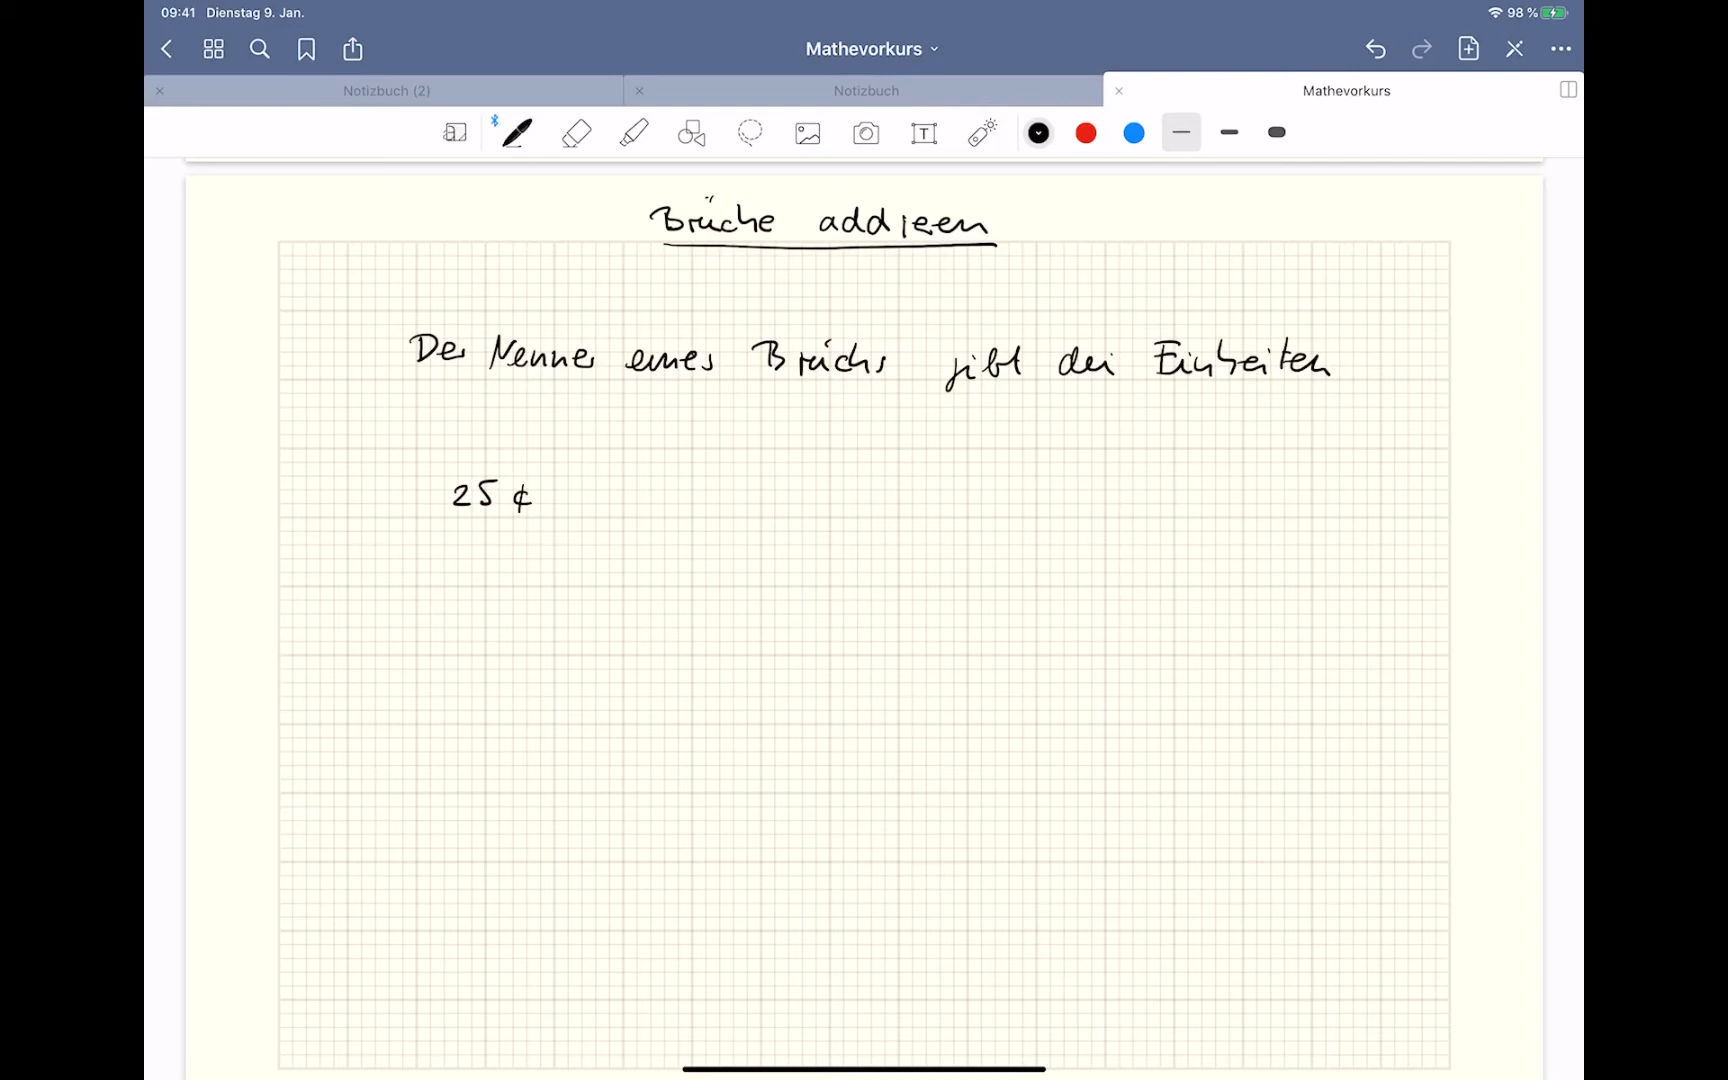 09:41 Dienstag 9. Jan. 98 %
Mathevorkurs
Notizbuch (2) Notizbuch Mathevorkurs
Brüche addieren
Der Nenner eines Bruchs gibt die Einheiten
25 ¢